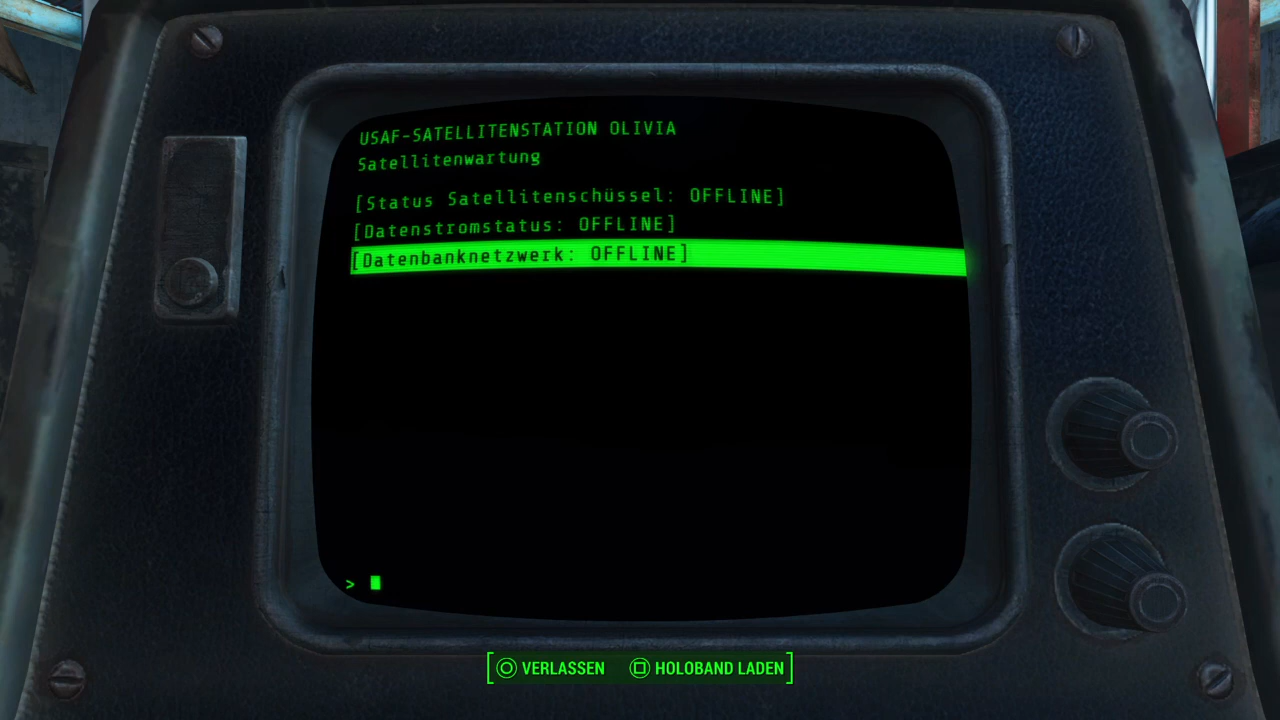 USAF-SATELLITENSTATION OLIVIA
Satellitenwartung
[Status Satellitenschüssel: OFFLINE]
[Datenstromstatus: OFFLINE]
[Datenbanknetzwerk: OFFLINE]
>
VERLASSEN HOLOBAND LADEN